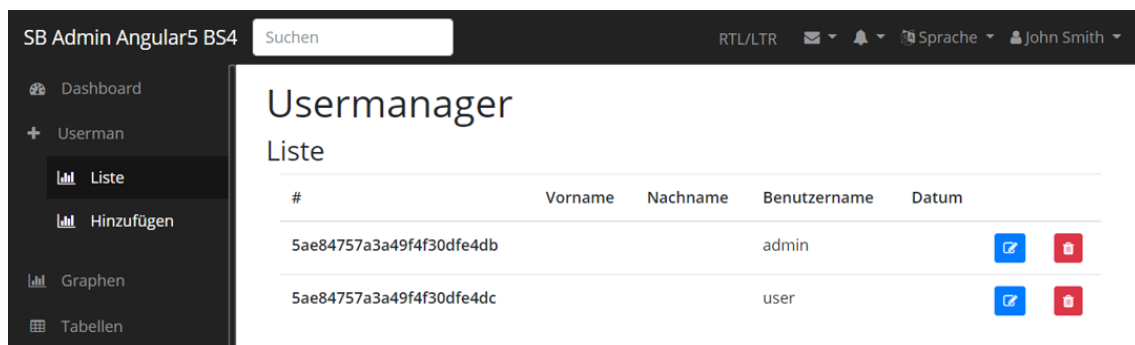 SB Admin Angular5 BS4 Suchen RTL/LTR Sprache John Smith
Dashboard
Userman
Liste
Hinzufügen
Graphen
Tabellen
Usermanager
Liste
# Vorname Nachname Benutzername Datum
5ae84757a3a49f4f30dfe4db admin
5ae84757a3a49f4f30dfe4dc user